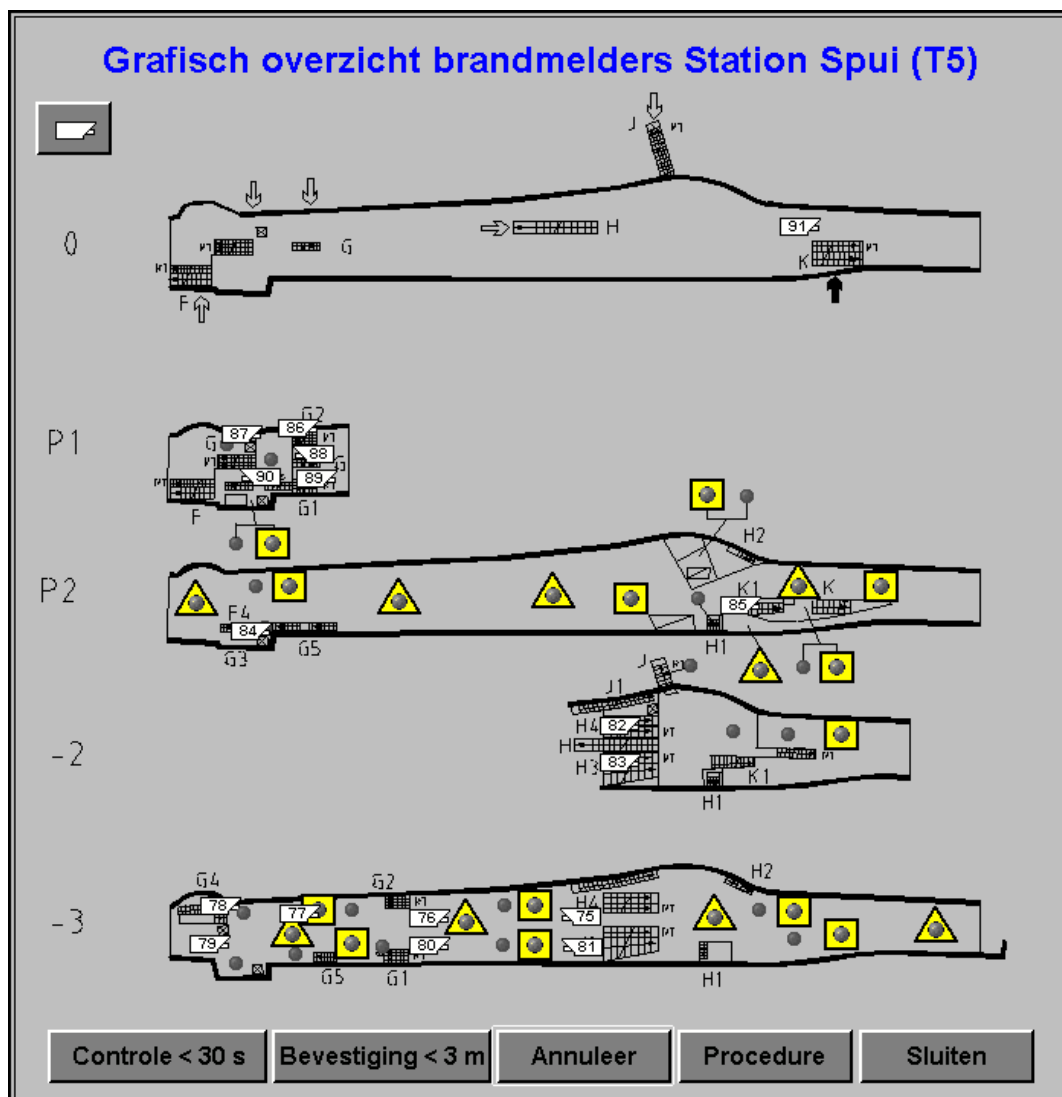 Grafisch overzicht brandmelders Station Spui (T5)
J
0
91
G
H
K
F
P1
G2
87
86
G
88
90
89
F
G1
P2
H2
K1
K
85
F4
84
G3
G5
H1
J
J1
-2
H4
82
H
H3
83
K1
H1
-3
G4
G2
H2
78
77
76
75
H4
79
80
81
G5
G1
H1
Controle < 30 s
Bevestiging < 3 m
Annuleer
Procedure
Sluiten